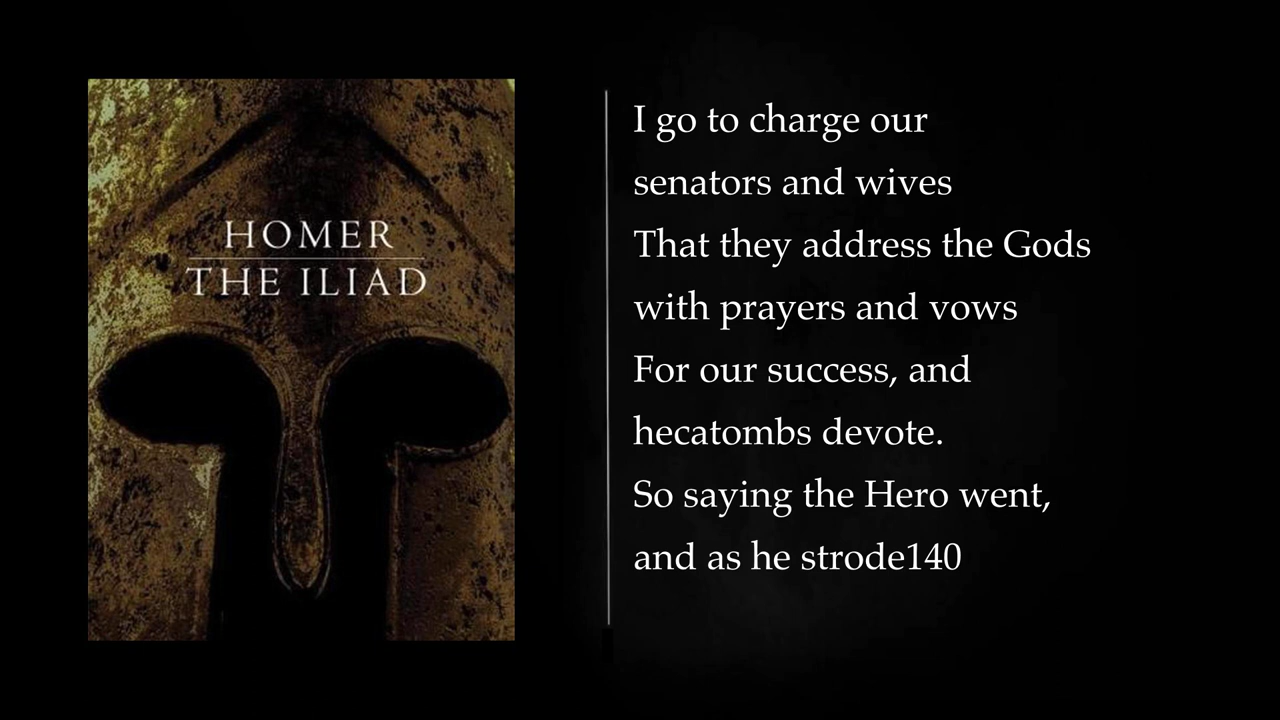 HOMER
THE ILIAD
I go to charge our
senators and wives
That they address the Gods
with prayers and vows
For our success, and
hecatombs devote.
So saying the Hero went,
and as he strode140